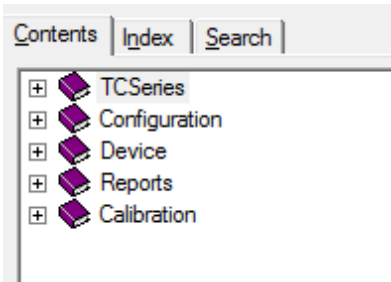 Contents Index Search
TCSeries
Configuration
Device
Reports
Calibration